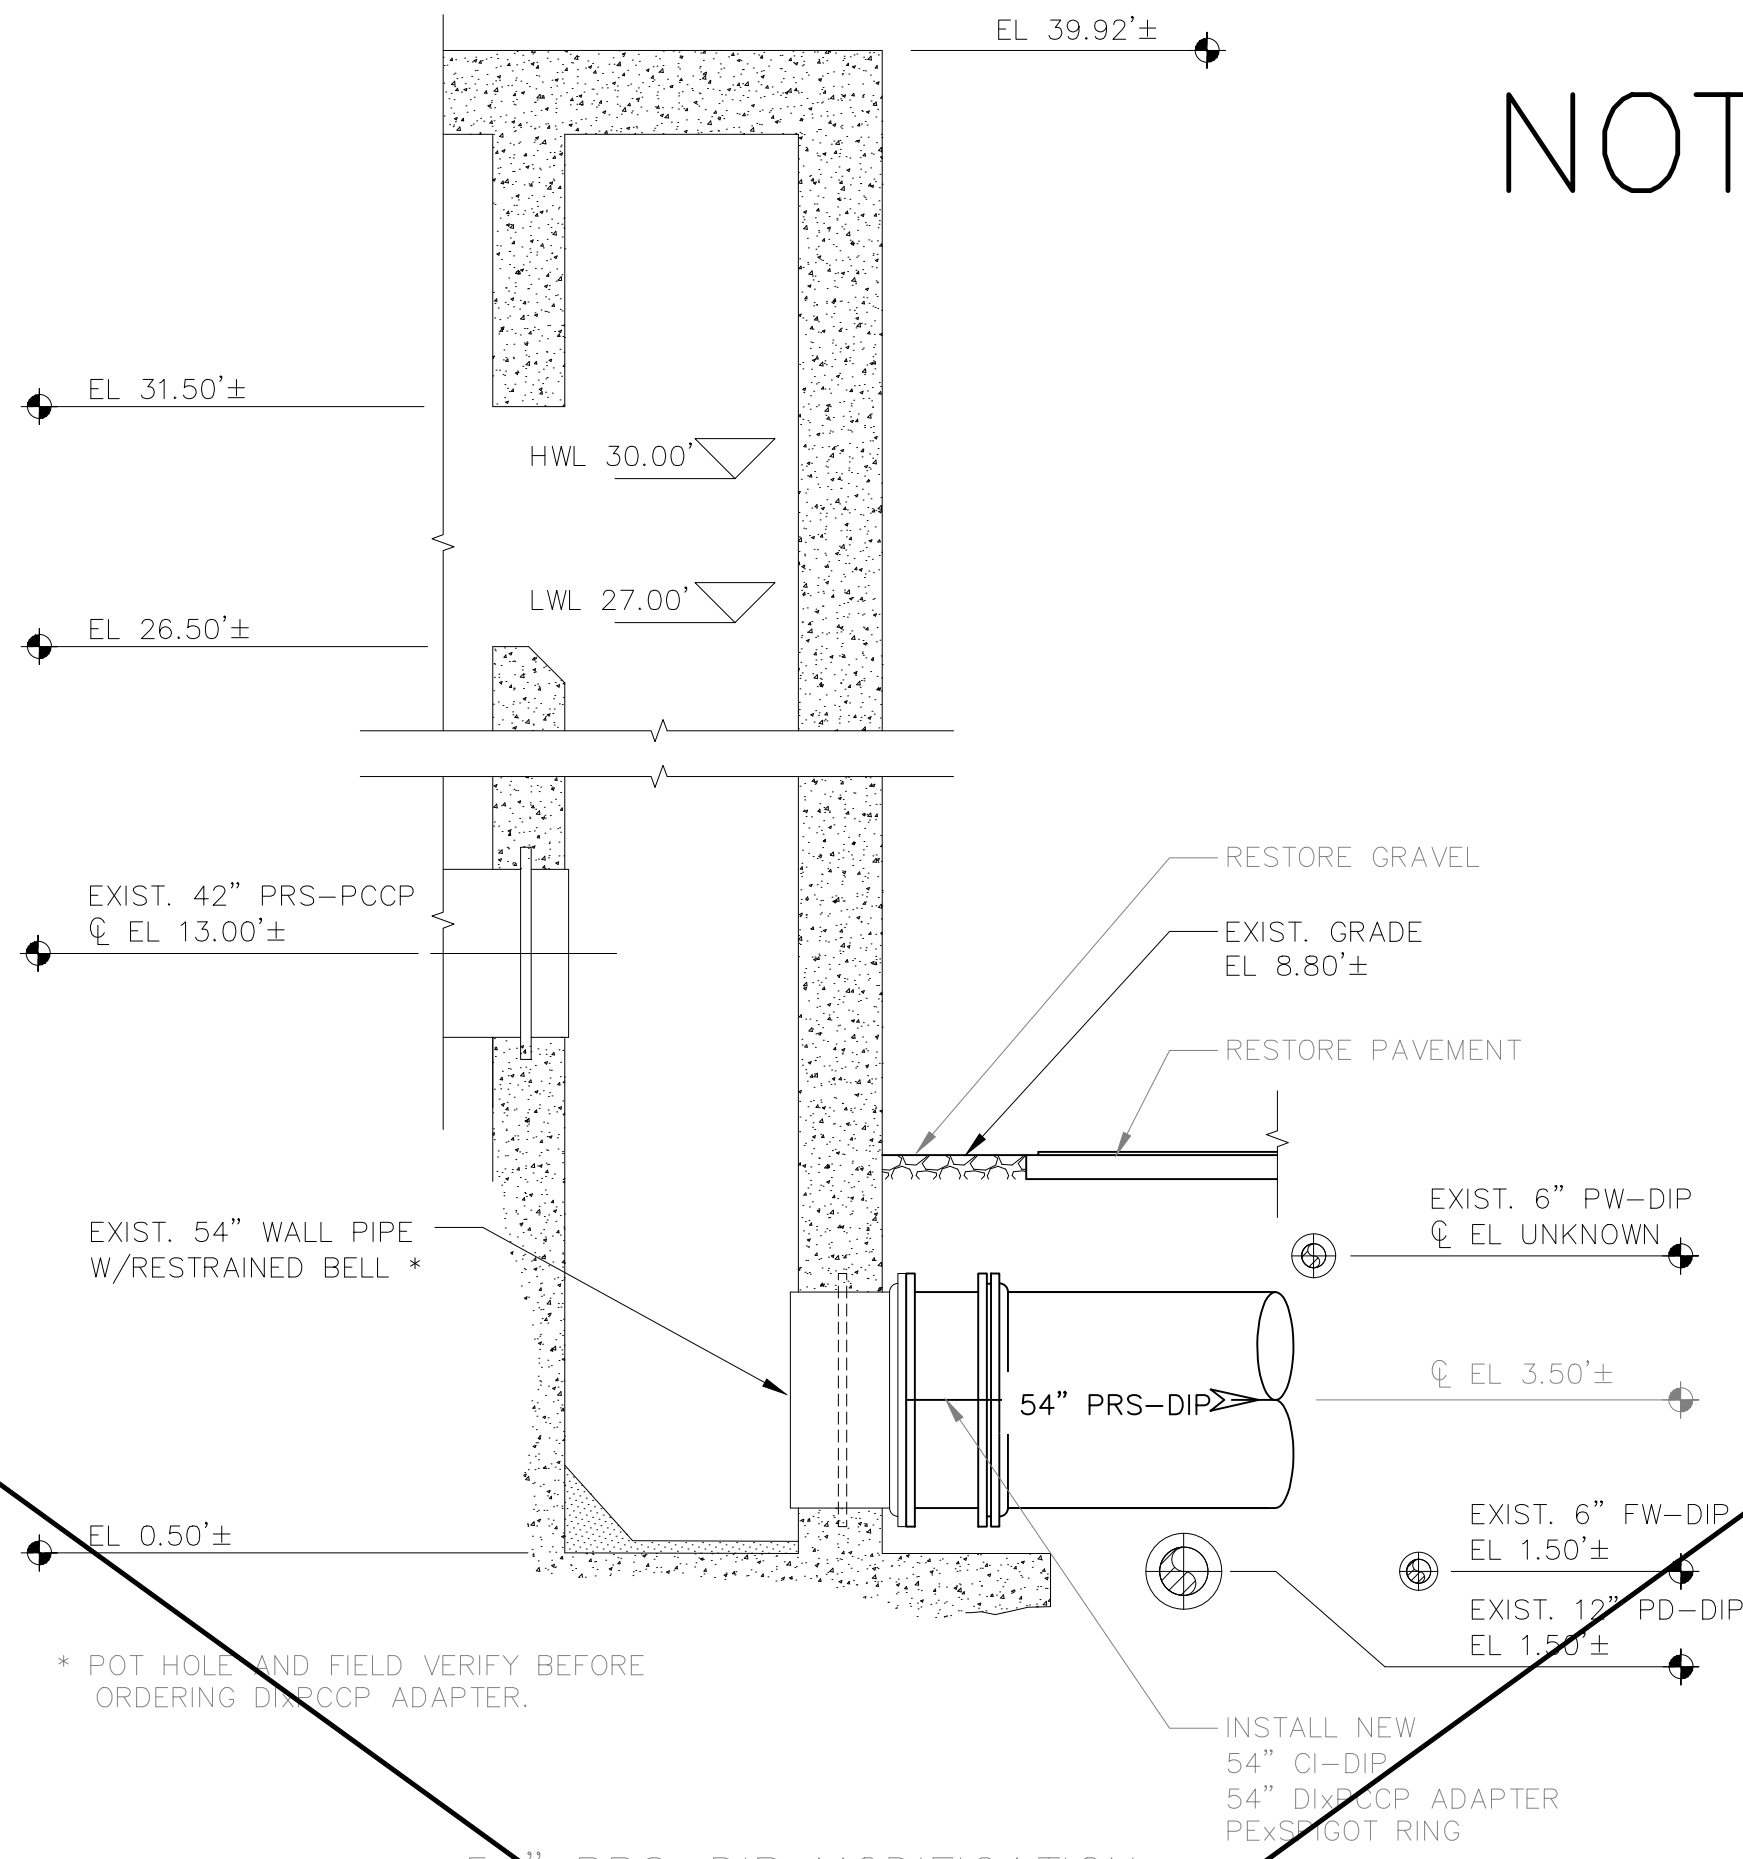 EL 39.92'±
NOT
EL 31.50'±
HWL 30.00'
LWL 27.00'
EL 26.50'±
RESTORE GRAVEL
EXIST. 42" PRS-PCCP
℄ EL 13.00'±
EXIST. GRADE
EL 8.80'±
RESTORE PAVEMENT
EXIST. 6" PW-DIP
℄ EL UNKNOWN
EXIST. 54" WALL PIPE
W/RESTRAINED BELL *
℄ EL 3.50'±
54" PRS-DIP
EXIST. 6" FW-DIP
EL 1.50'±
EL 0.50'±
EXIST. 12" PD-DIP
EL 1.50'±
* POT HOLE AND FIELD VERIFY BEFORE
ORDERING DIxPCCP ADAPTER.
INSTALL NEW
54" CI-DIP
54" DIxPCCP ADAPTER
PExSPIGOT RING